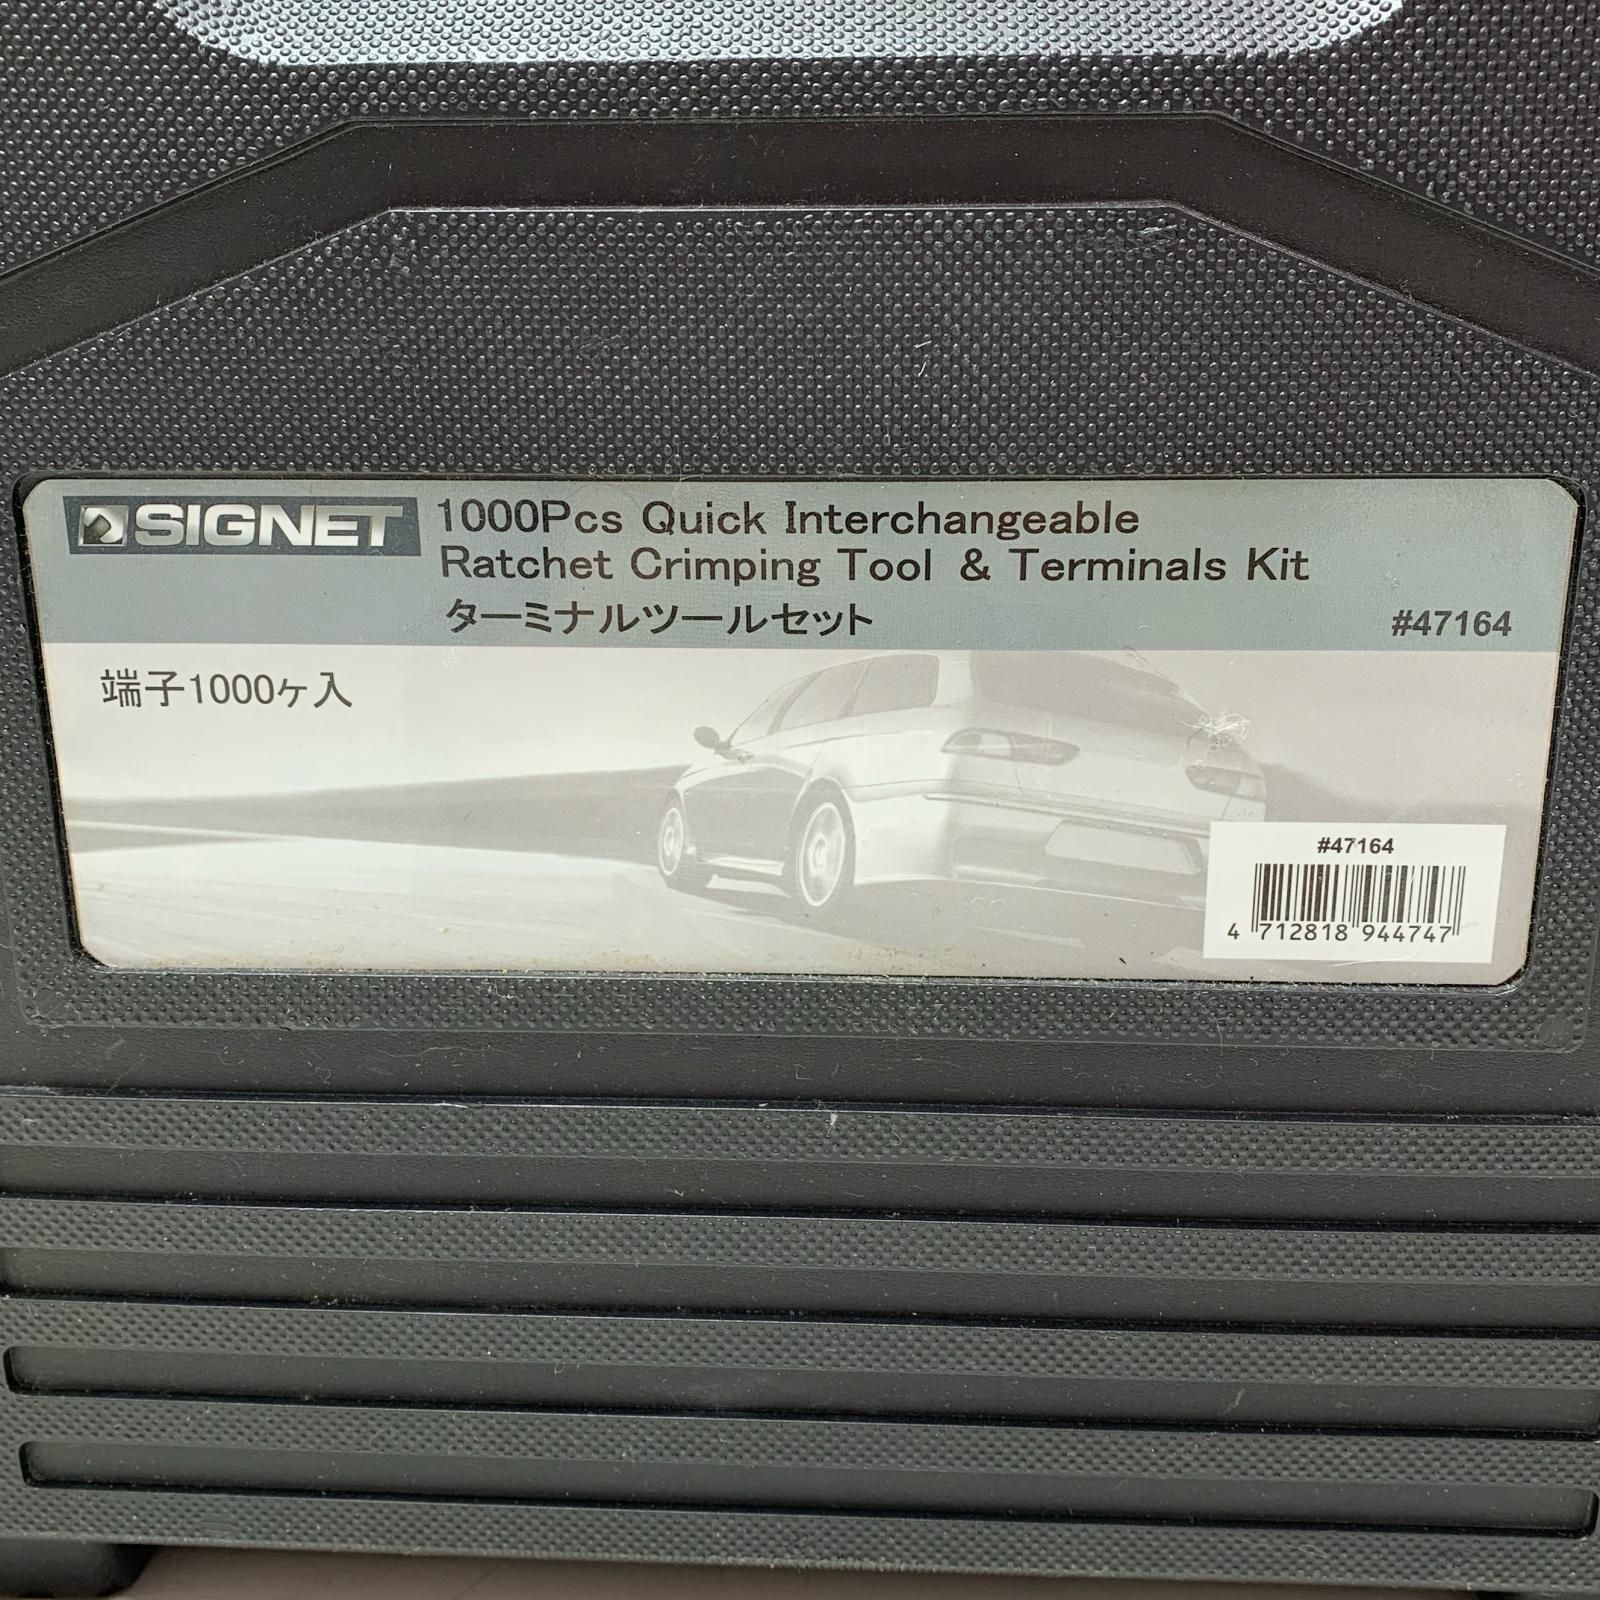 SIGNET
1000Pcs Quick Interchangeable
Ratchet Crimping Tool & Terminals Kit
ターミナルツールセット
#47164
端子1000ヶ入
#47164
4 712818 944747